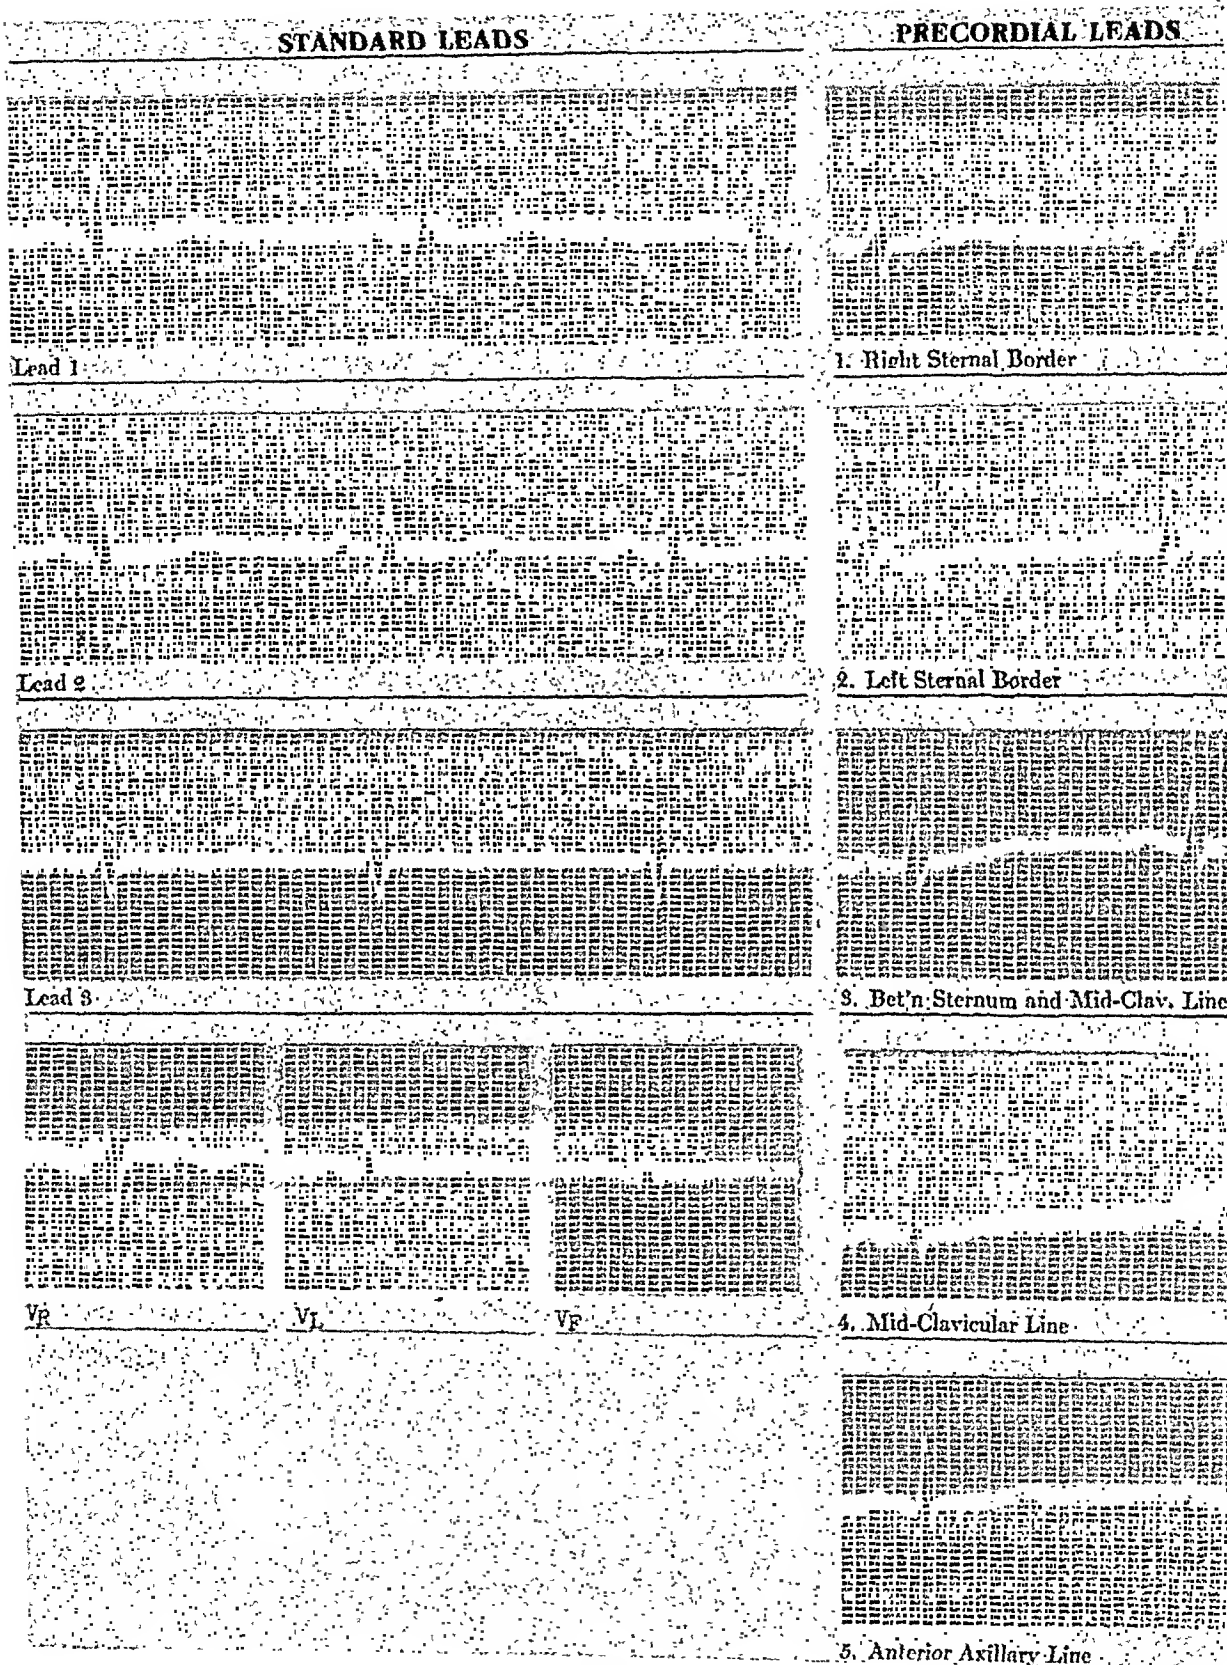 STANDARD LEADS
Lead 1
Lead 2
Lead 3
VR
VL
VF
PRECORDIAL LEADS
1. Right Sternal Border
2. Left Sternal Border
3. Bet'n Sternum and Mid-Clav. Line
4. Mid-Clavicular Line
5. Anterior Axillary Line